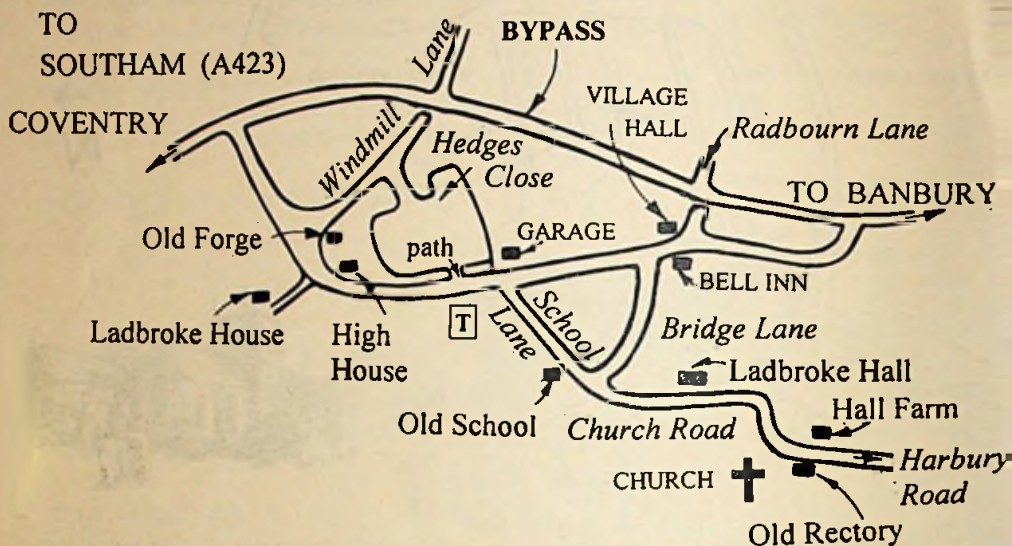 TO
SOUTHAM (A423)
COVENTRY
Lane
BYPASS
VILLAGE
HALL
Radbourn Lane
Windmill
Hedges
Close
TO BANBURY
Old Forge
path
GARAGE
BELL INN
Ladbroke House
High
House
T
School
Lane
Bridge Lane
Ladbroke Hall
Old School
Church Road
Hall Farm
CHURCH
Harbury
Road
Old Rectory